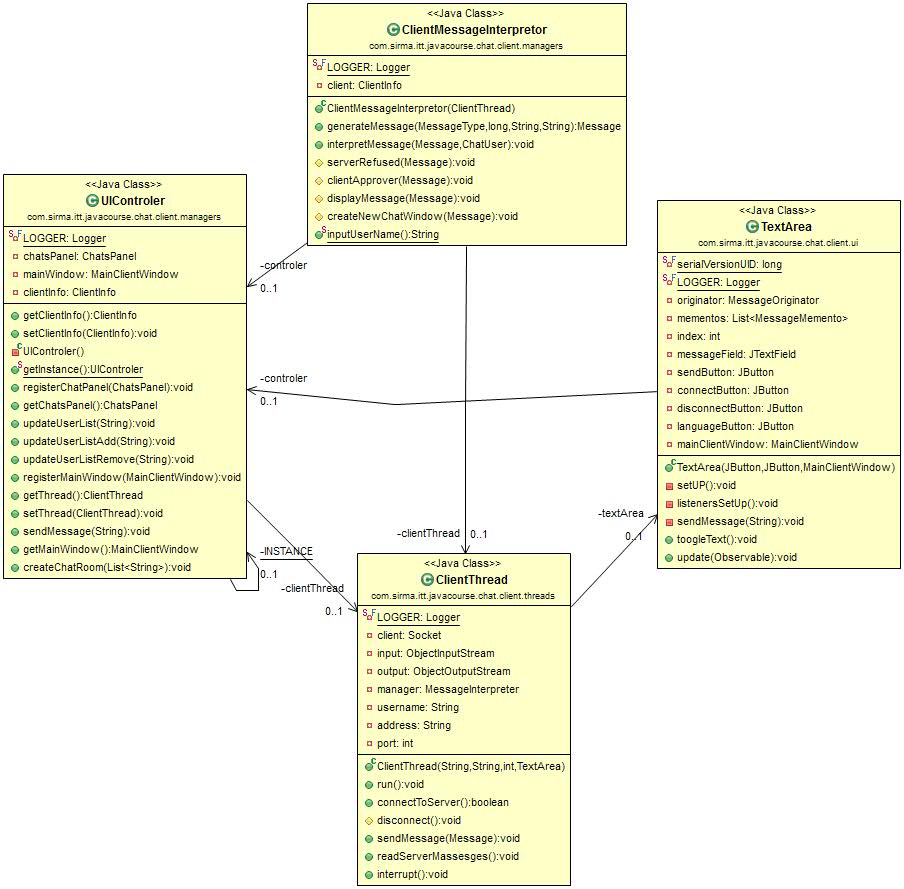 <<Java Class>>
ClientMessageInterpretor
com.sirma.itt.javacourse.chat.client.managers
LOGGER: Logger
client: ClientInfo
ClientMessageInterpretor(ClientThread)
generateMessage(MessageType,long,String,String):Message
interpretMessage(Message,ChatUser):void
serverRefused(Message):void
clientApprover(Message):void
displayMessage(Message):void
createNewChatWindow(Message):void
inputUserName():String
<<Java Class>>
UIControler
com.sirma.itt.javacourse.chat.client.managers
LOGGER: Logger
chatsPanel: ChatsPanel
mainWindow: MainClientWindow
clientInfo: ClientInfo
getClientInfo():ClientInfo
setClientInfo(ClientInfo):void
UIControler()
getInstance():UIControler
registerChatPanel(ChatsPanel):void
getChatsPanel():ChatsPanel
updateUserList(String):void
updateUserListAdd(String):void
updateUserListRemove(String):void
registerMainWindow(MainClientWindow):void
getThread():ClientThread
setThread(ClientThread):void
sendMessage(String):void
getMainWindow():MainClientWindow
createChatRoom(List<String>):void
<<Java Class>>
TextArea
com.sirma.itt.javacourse.chat.client.ui
serialVersionUID: long
LOGGER: Logger
originator: MessageOriginator
mementos: List<MessageMemento>
index: int
messageField: JTextField
sendButton: JButton
connectButton: JButton
disconnectButton: JButton
languageButton: JButton
mainClientWindow: MainClientWindow
TextArea(JButton,JButton,MainClientWindow)
setUP():void
listenersSetUp():void
sendMessage(String):void
toogleText():void
update(Observable):void
-controler
0..1
-controler
0..1
-clientThread 0..1
-textArea
0..1
-INSTANCE
0..1
-clientThread
0..1
<<Java Class>>
ClientThread
com.sirma.itt.javacourse.chat.client.threads
LOGGER: Logger
client: Socket
input: ObjectInputStream
output: ObjectOutputStream
manager: MessageInterpreter
username: String
address: String
port: int
ClientThread(String,String,int,TextArea)
run():void
connectToServer():boolean
disconnect():void
sendMessage(Message):void
readServerMassesges():void
interrupt():void